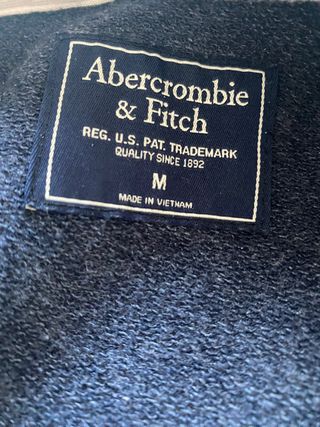 Abercrombie
& Fitch
REG. U.S. PAT. TRADEMARK
QUALITY SINCE 1892
M
MADE IN VIETNAM